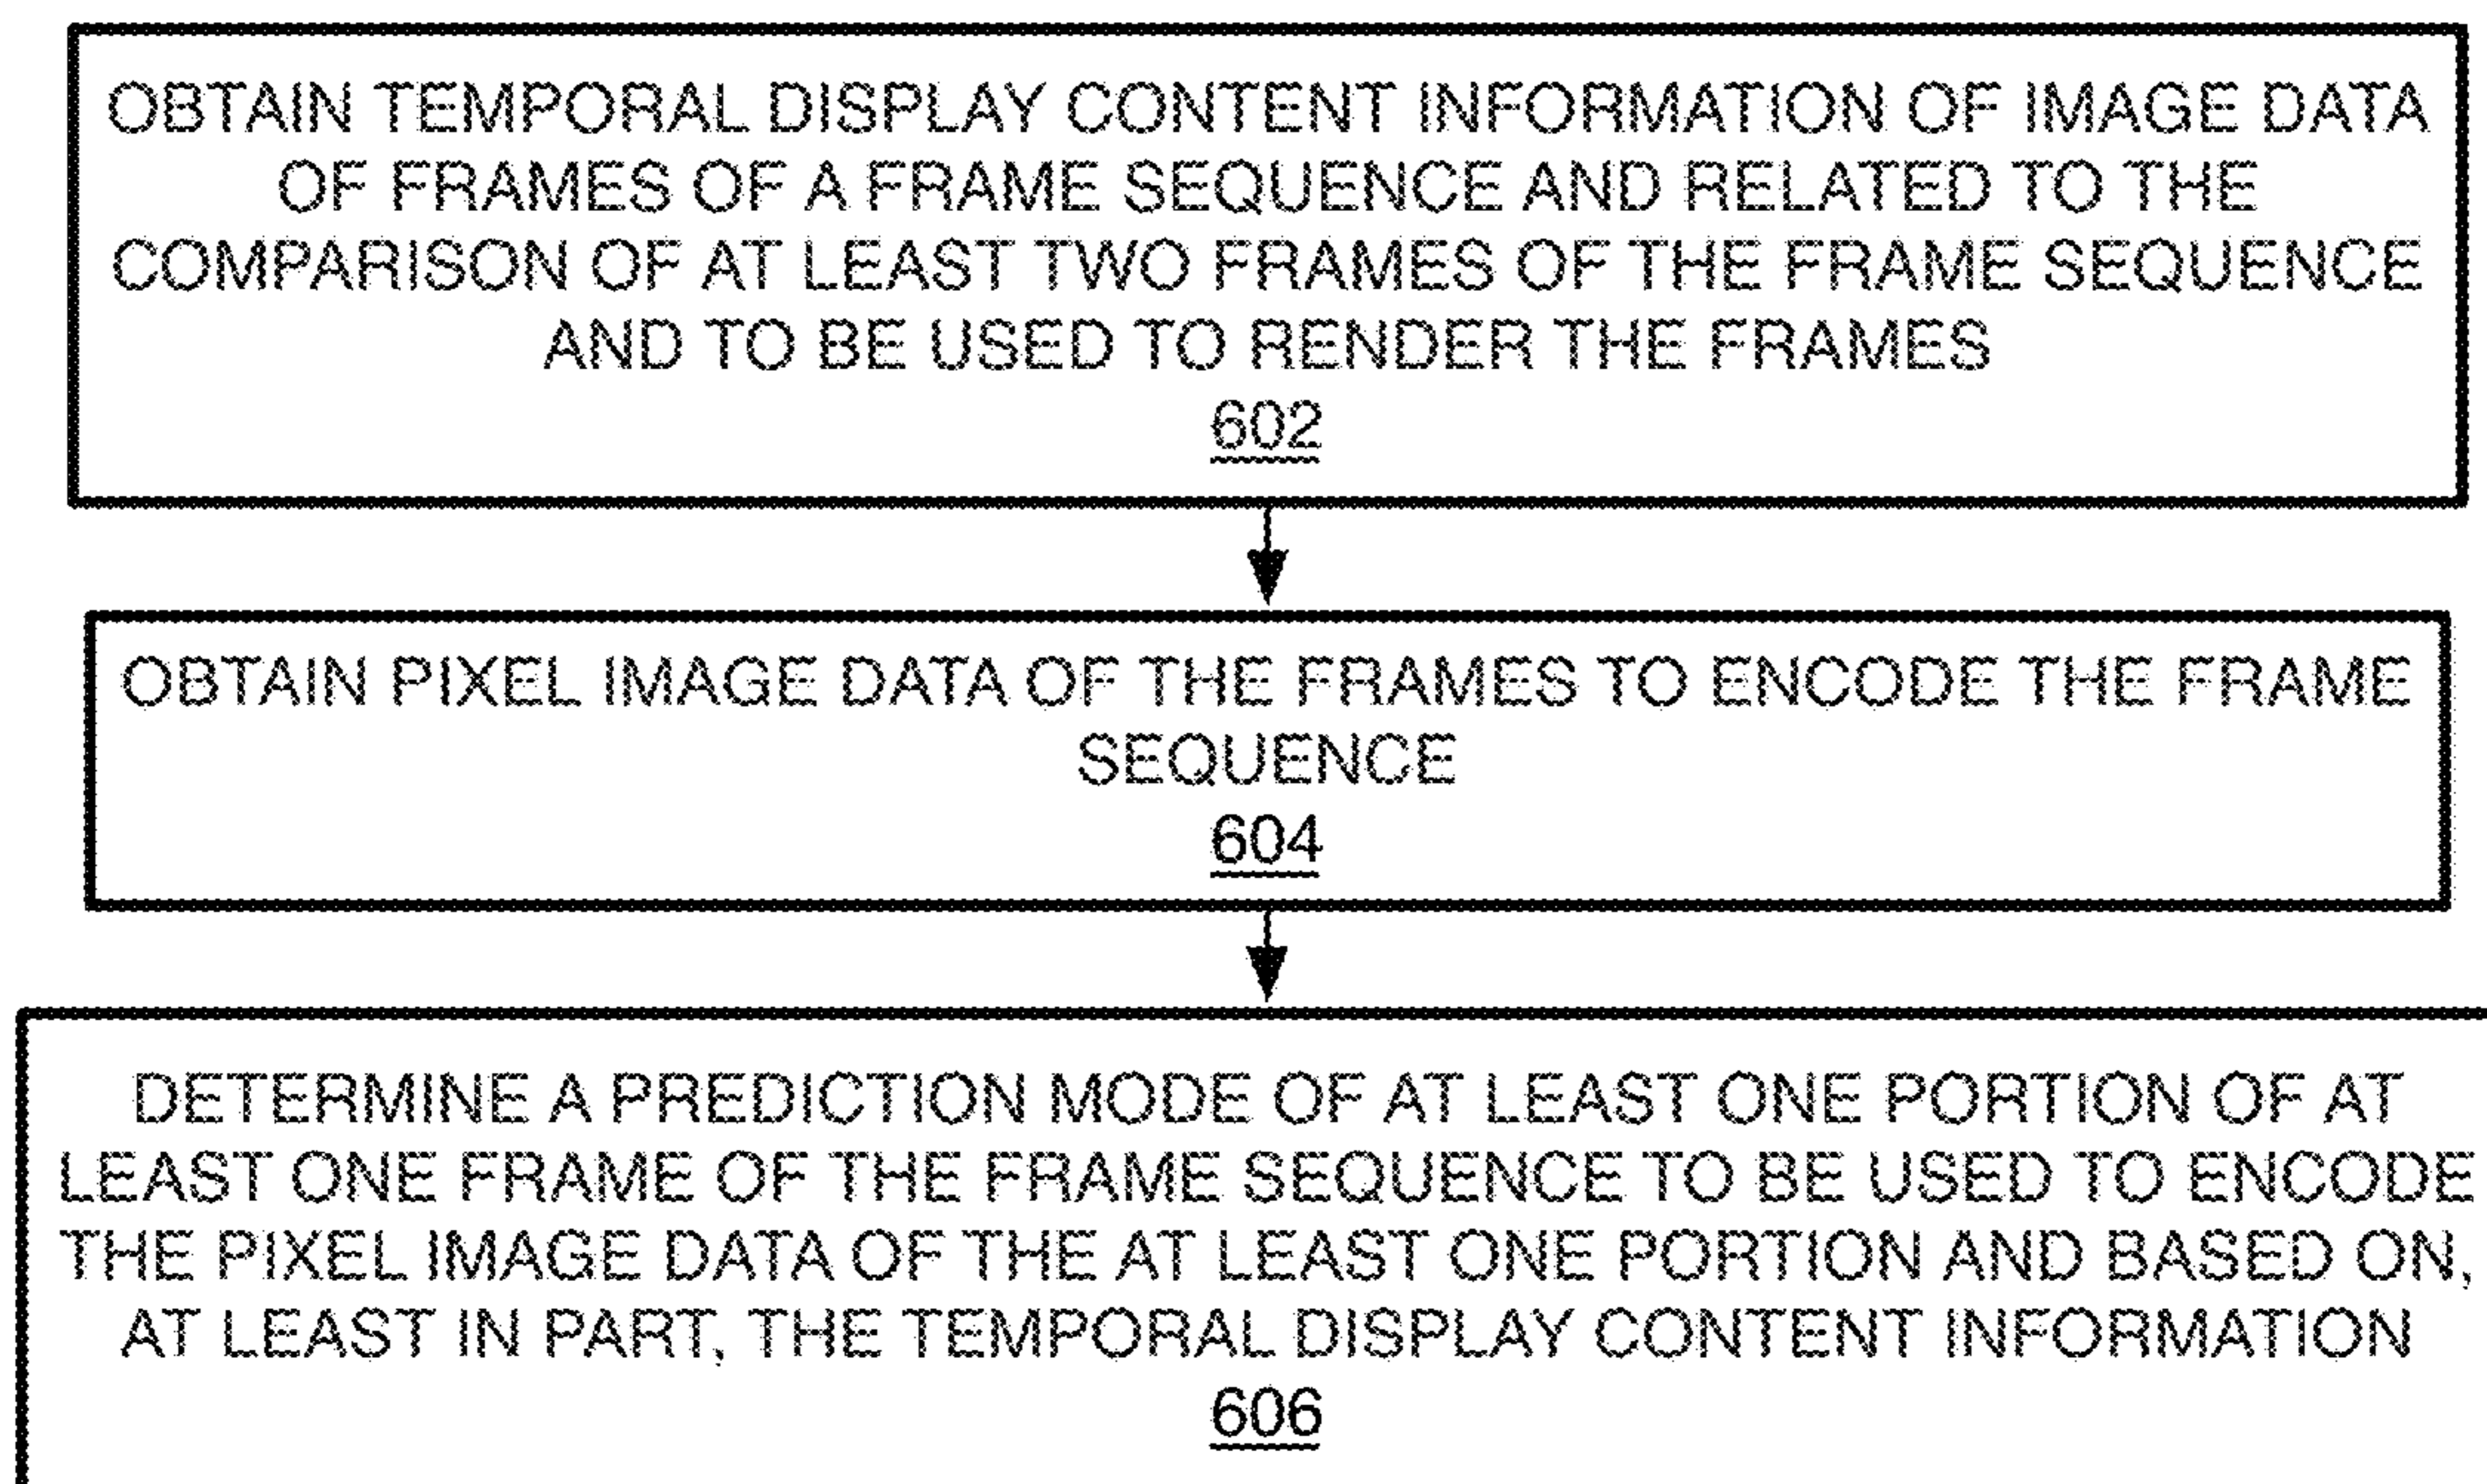 OBTAIN TEMPORAL DISPLAY CONTENT INFORMATION OF IMAGE DATA
OF FRAMES OF A FRAME SEQUENCE AND RELATED TO THE
COMPARISON OF AT LEAST TWO FRAMES OF THE FRAME SEQUENCE
AND TO BE USED TO RENDER THE FRAMES
602
OBTAIN PIXEL IMAGE DATA OF THE FRAMES TO ENCODE THE FRAME
SEQUENCE
604
DETERMINE A PREDICTION MODE OF AT LEAST ONE PORTION OF AT
LEAST ONE FRAME OF THE FRAME SEQUENCE TO BE USED TO ENCODE
THE PIXEL IMAGE DATA OF THE AT LEAST ONE PORTION AND BASED ON,
AT LEAST IN PART, THE TEMPORAL DISPLAY CONTENT INFORMATION
606